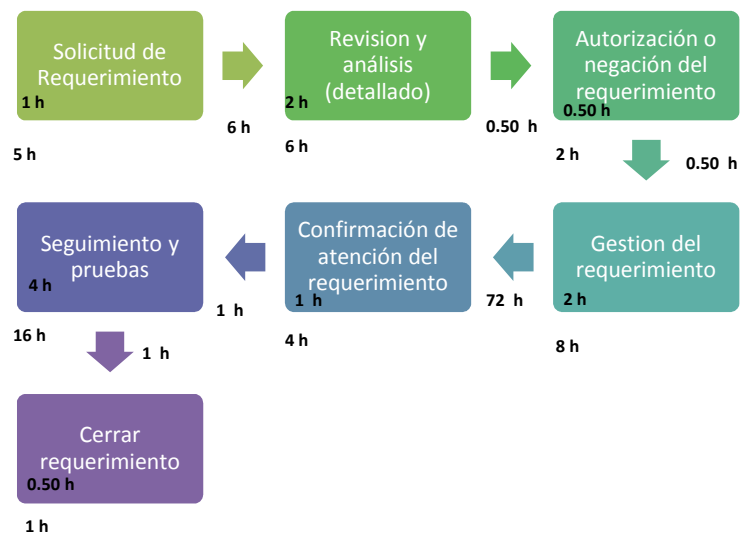 Solicitud de
Requerimiento
1 h
5 h
6 h
Revision y
análisis
(detallado)
2 h
6 h
0.50 h
Autorización o
negación del
requerimiento
0.50 h
2 h
0.50 h
Gestion del
requerimiento
2 h
8 h
72 h
Confirmación de
atención del
requerimiento
1 h
4 h
1 h
Seguimiento y
pruebas
4 h
16 h
1 h
Cerrar
requerimiento
0.50 h
1 h